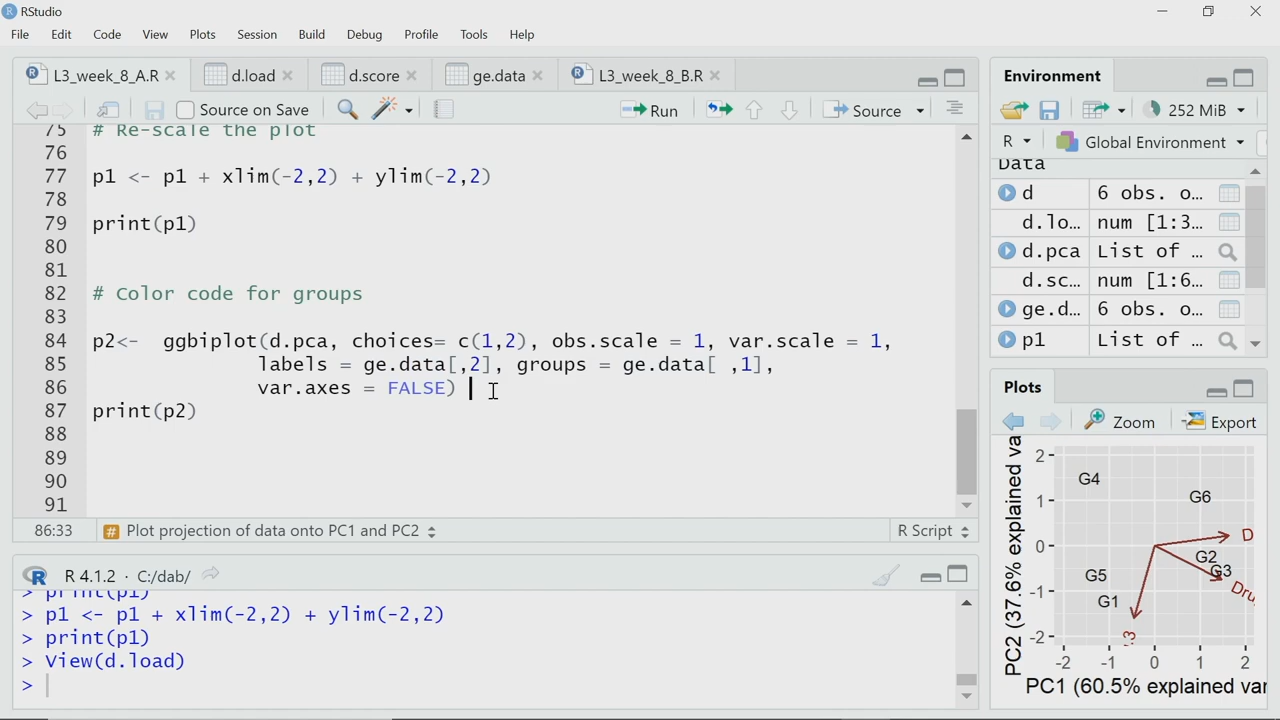 RStudio
File Edit Code View Plots Session Build Debug Profile Tools Help
L3_week_8_A.R d.load d.score ge.data L3_week_8_B.R
Source on Save Run Source
75 # Re-scale the plot
76
77 p1 <- p1 + xlim(-2,2) + ylim(-2,2)
78
79 print(p1)
80
81
82 # Color code for groups
83
84 p2<-  ggbiplot(d.pca, choices= c(1,2), obs.scale = 1, var.scale = 1,
85 labels = ge.data[,2], groups = ge.data[ ,1],
86 var.axes = FALSE)
87 print(p2)
88
89
90
91
86:33 Plot projection of data onto PC1 and PC2 R Script
R 4.1.2 · C:/dab/
> print(p1)
> p1 <- p1 + xlim(-2,2) + ylim(-2,2)
> print(p1)
> View(d.load)
>
Environment
252 MiB
R Global Environment
Data
d 6 obs. o...
d.lo... num [1:3...
d.pca List of ...
d.sc... num [1:6...
ge.d... 6 obs. o...
p1 List of ...
Plots
Zoom Export
PC2 (37.6% explained va
2
1
0
-1
-2
G4
G6
D
G2
G3
Dru
G5
G1
.3
-2 -1 0 1 2
PC1 (60.5% explained var